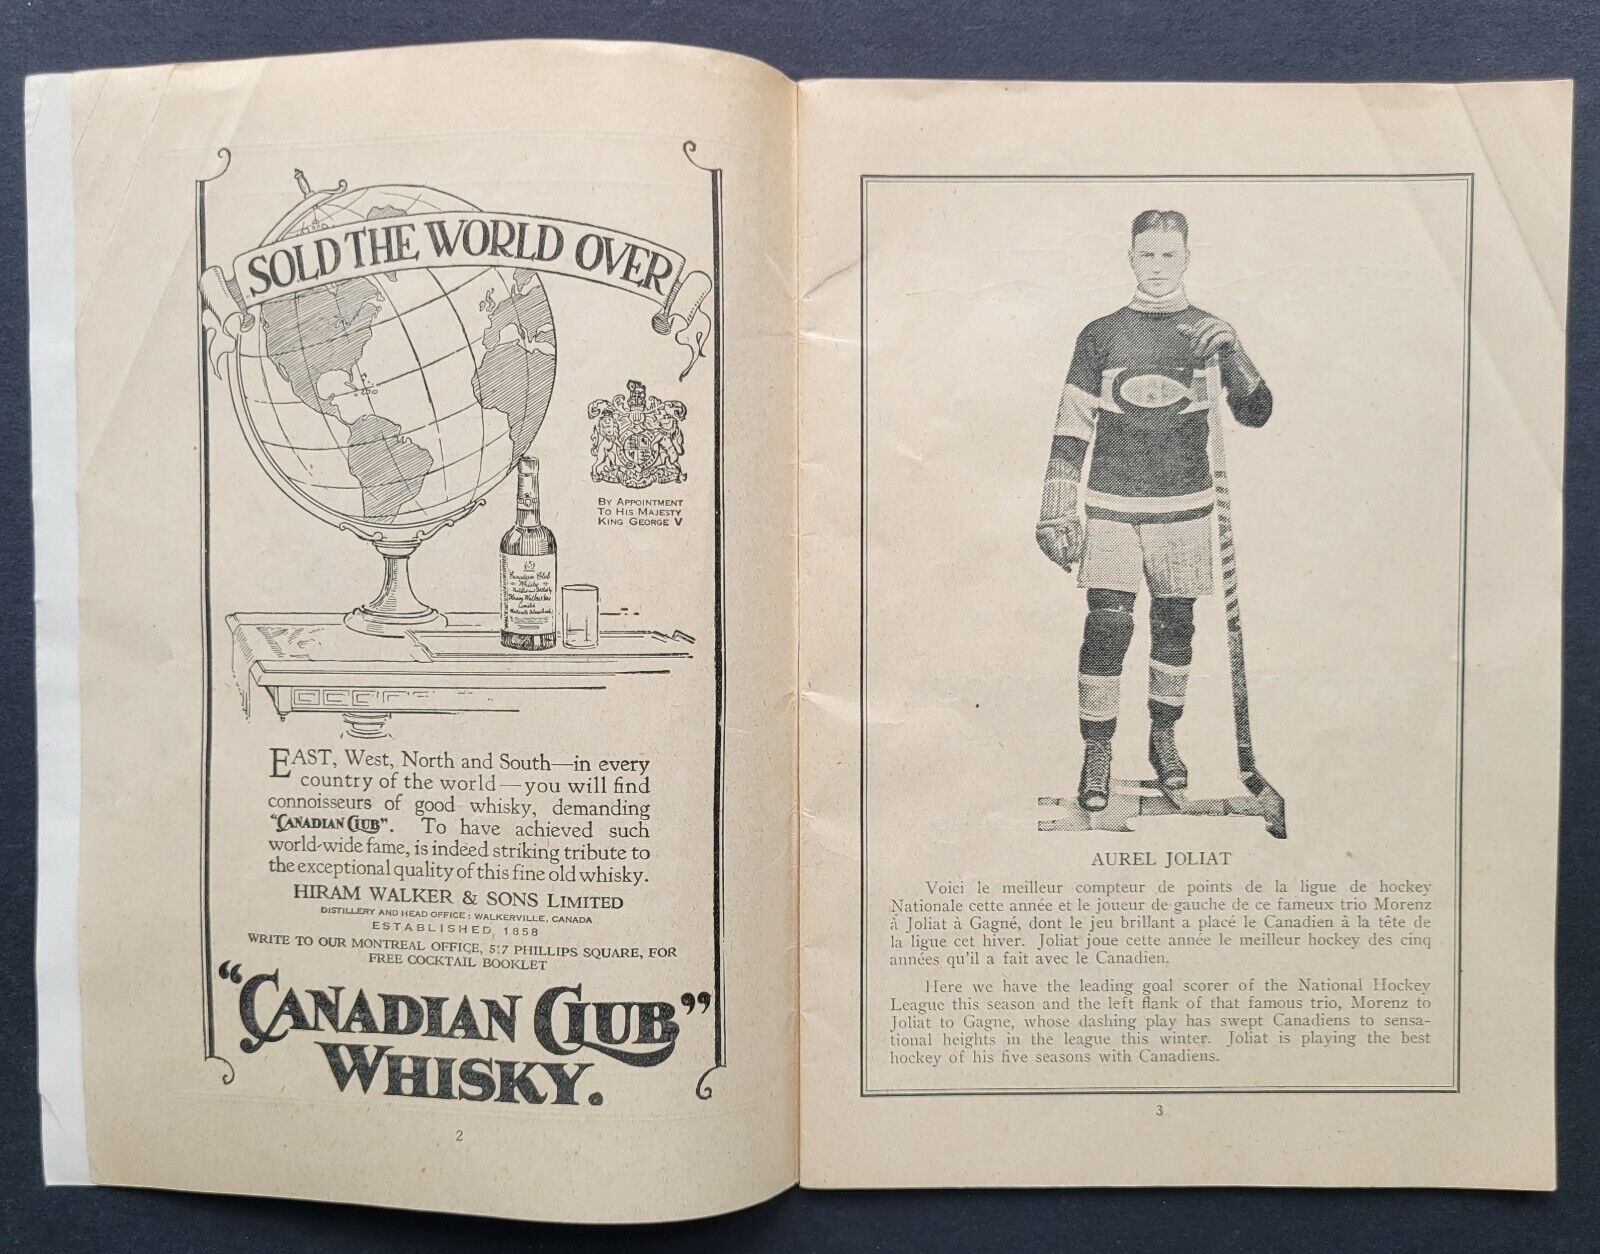 SOLD THE WORLD OVER
BY APPOINTMENT
TO HIS MAJESTY
KING GEORGE V
Canadian Club
Whisky
EAST, West, North and South—in every
country of the world—you will find
connoisseurs of good whisky, demanding
"CANADIAN CLUB". To have achieved such
world-wide fame, is indeed striking tribute to
the exceptional quality of this fine old whisky.
HIRAM WALKER & SONS LIMITED
DISTILLERY AND HEAD OFFICE: WALKERVILLE, CANADA
ESTABLISHED, 1858
WRITE TO OUR MONTREAL OFFICE, 517 PHILLIPS SQUARE, FOR
FREE COCKTAIL BOOKLET
"CANADIAN CLUB"
WHISKY.
2
AUREL JOLIAT
Voici le meilleur compteur de points de la ligue de hockey
Nationale cette année et le joueur de gauche de ce fameux trio Morenz
à Joliat à Gagné, dont le jeu brillant a placé le Canadien à la tête de
la ligue cet hiver. Joliat joue cette année le meilleur hockey des cinq
années qu'il a fait avec le Canadien.
Here we have the leading goal scorer of the National Hockey
League this season and the left flank of that famous trio, Morenz to
Joliat to Gagne, whose dashing play has swept Canadiens to sensa-
tional heights in the league this winter. Joliat is playing the best
hockey of his five seasons with Canadiens.
3